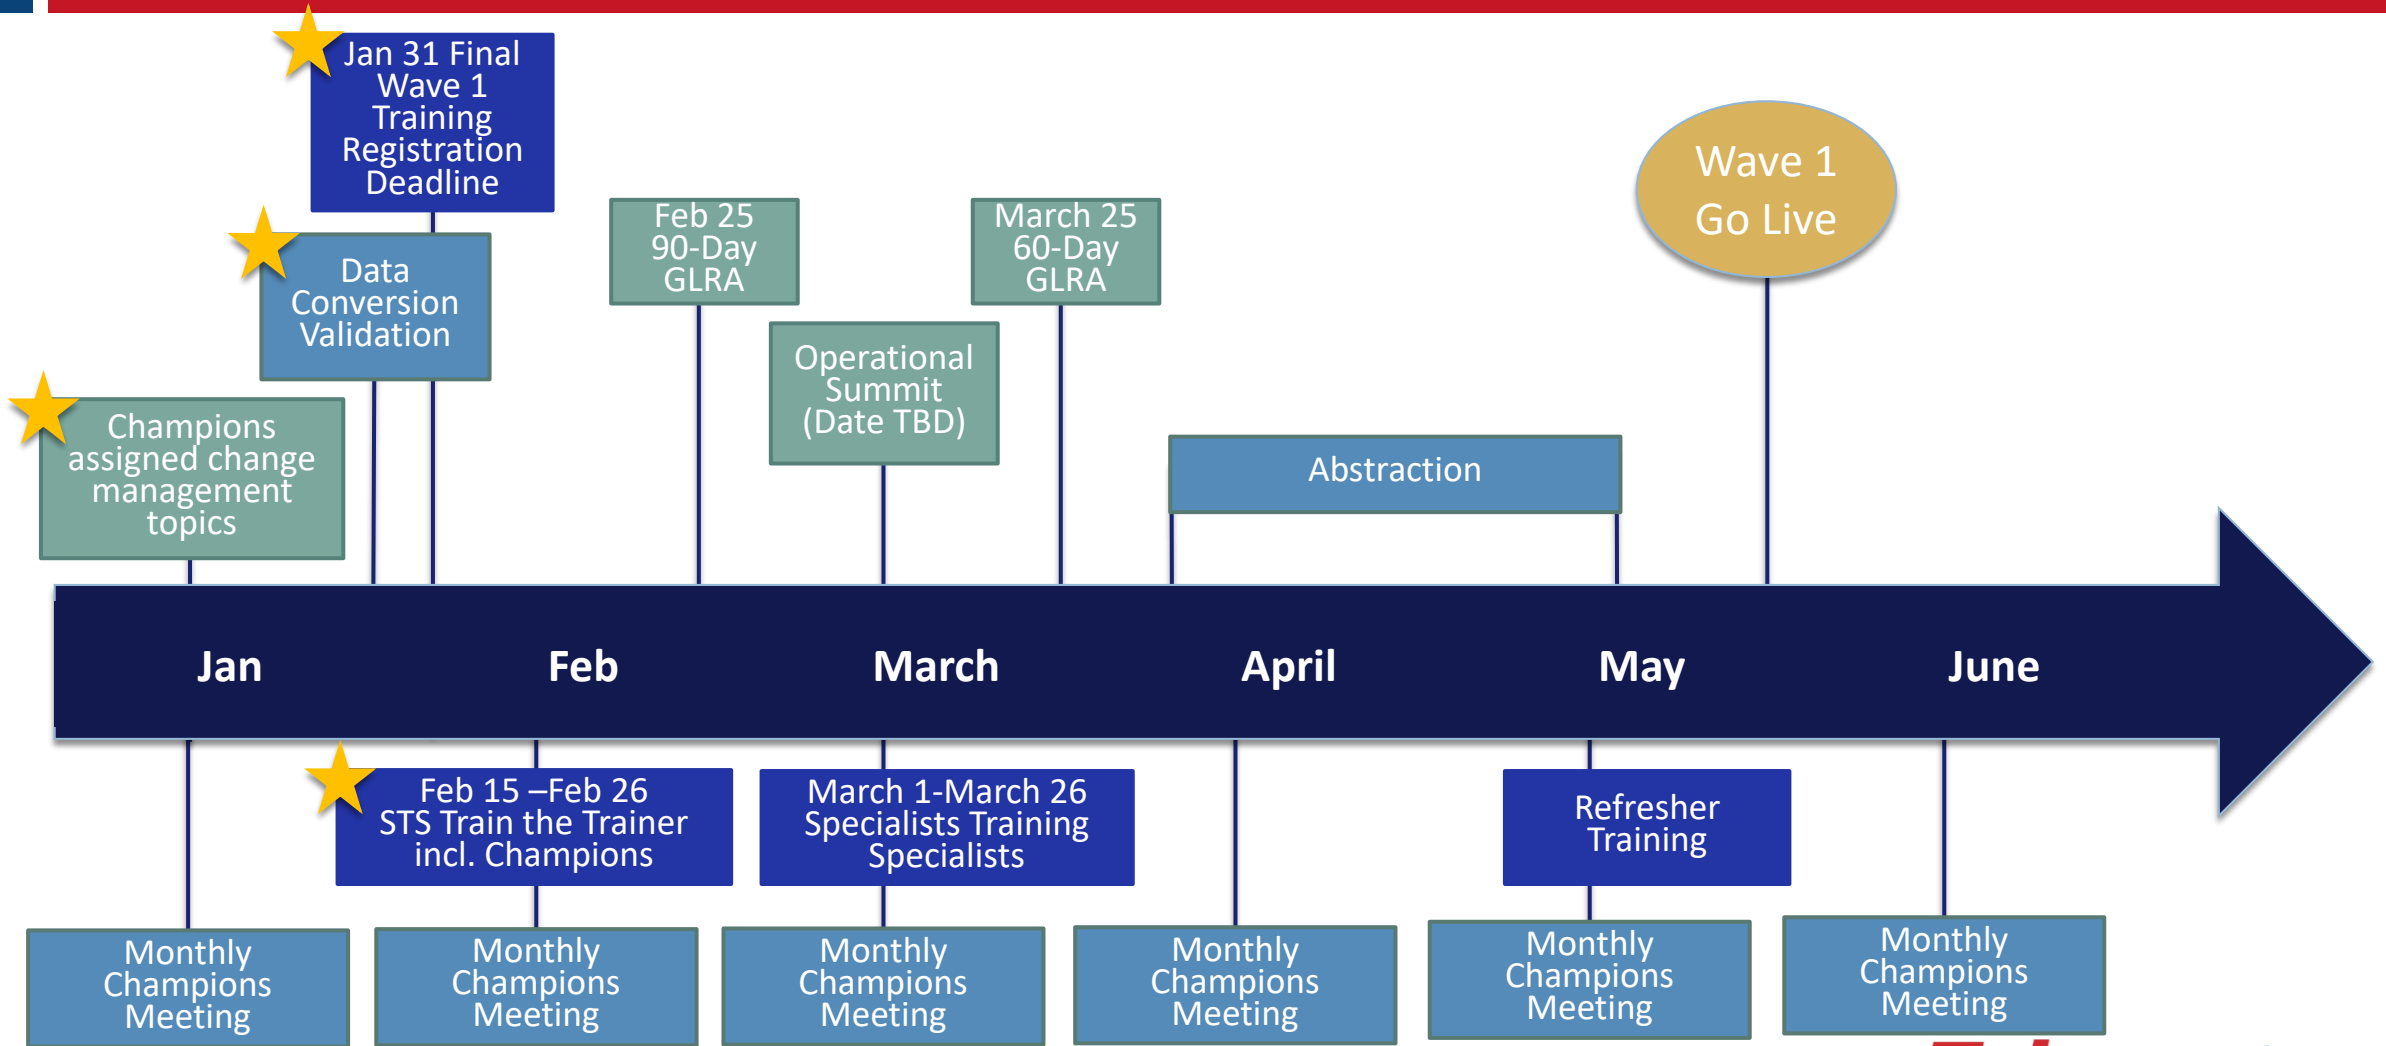 Jan 31 Final
Wave 1
Training
Registration
Deadline
Data
Conversion
Validation
Champions
assigned change
management
topics
Feb 25
90-Day
GLRA
Operational
Summit
(Date TBD)
March 25
60-Day
GLRA
Abstraction
Wave 1
Go Live
Jan
Feb
March
April
May
June
Feb 15 –Feb 26
STS Train the Trainer
incl. Champions
March 1-March 26
Specialists Training
Specialists
Refresher
Training
Monthly
Champions
Meeting
Monthly
Champions
Meeting
Monthly
Champions
Meeting
Monthly
Champions
Meeting
Monthly
Champions
Meeting
Monthly
Champions
Meeting